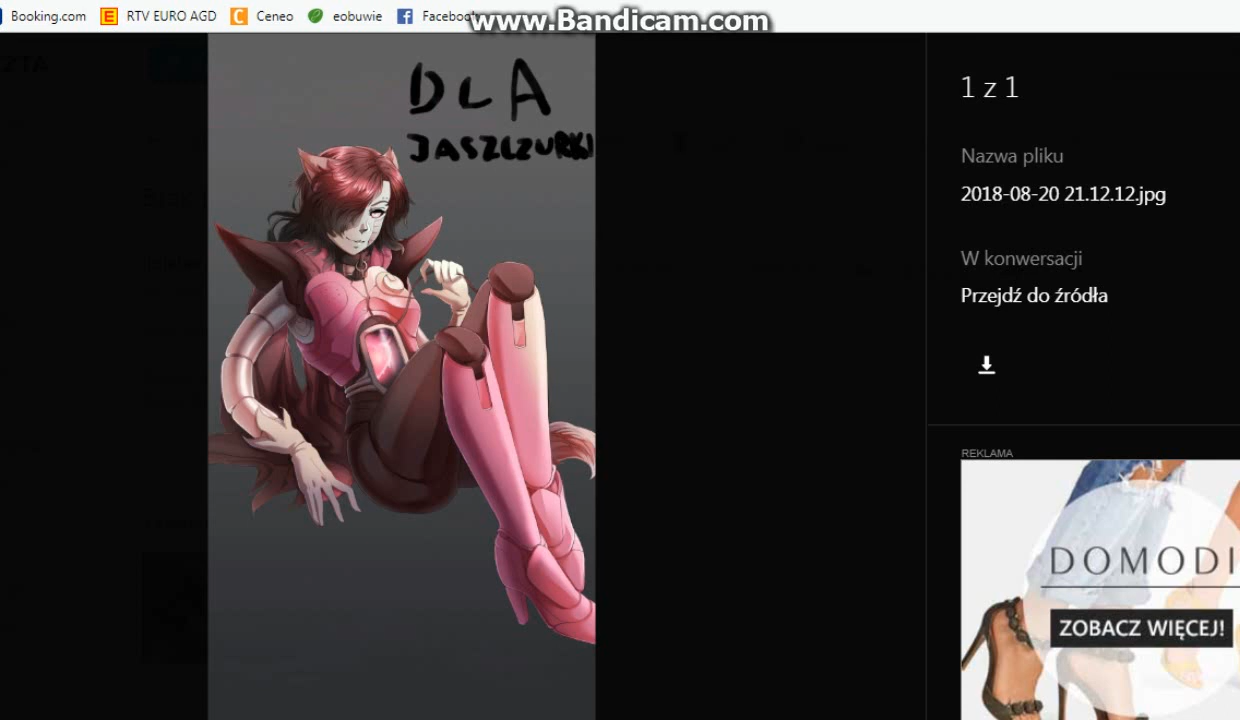 Booking.com RTV EURO AGD Ceneo eobuwie
www.Bandicam.com
DLA
JASZCZURKI
1 z 1
Nazwa pliku
2018-08-20 21.12.12.jpg
W konwersacji
Przejdź do źródła
REKLAMA
DOMODI
ZOBACZ WIĘCEJ!